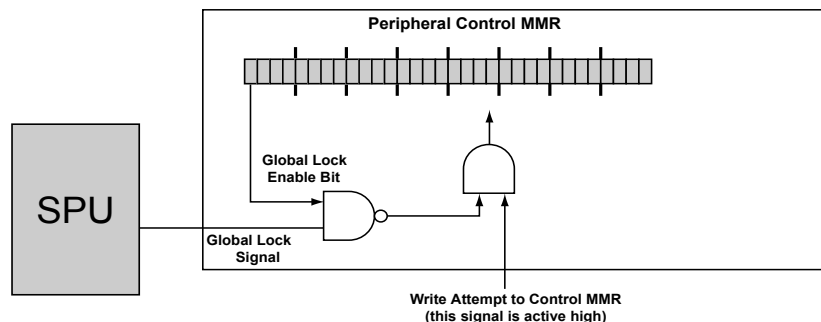 Peripheral Control MMR
Global Lock
Enable Bit
SPU
Global Lock
Signal
Write Attempt to Control MMR
(this signal is active high)